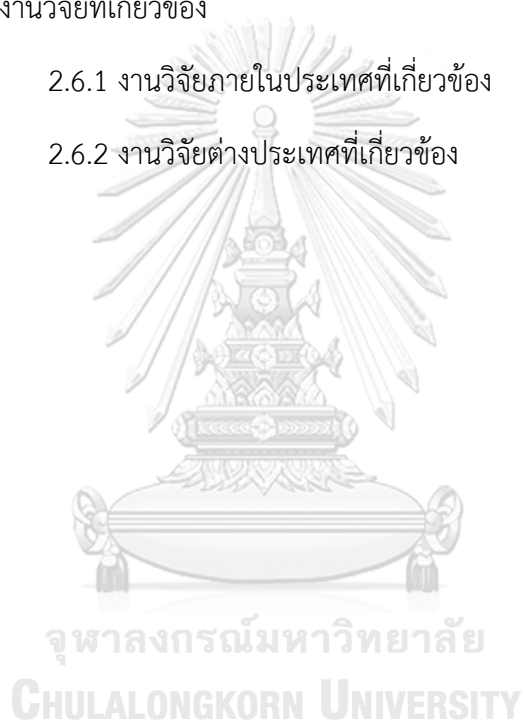 งานวิจัยที่เกี่ยวข้อง
2.6.1 งานวิจัยภายในประเทศที่เกี่ยวข้อง
2.6.2 งานวิจัยต่างประเทศที่เกี่ยวข้อง
จุฬาลงกรณ์มหาวิทยาลัย
CHULALONGKORN UNIVERSITY